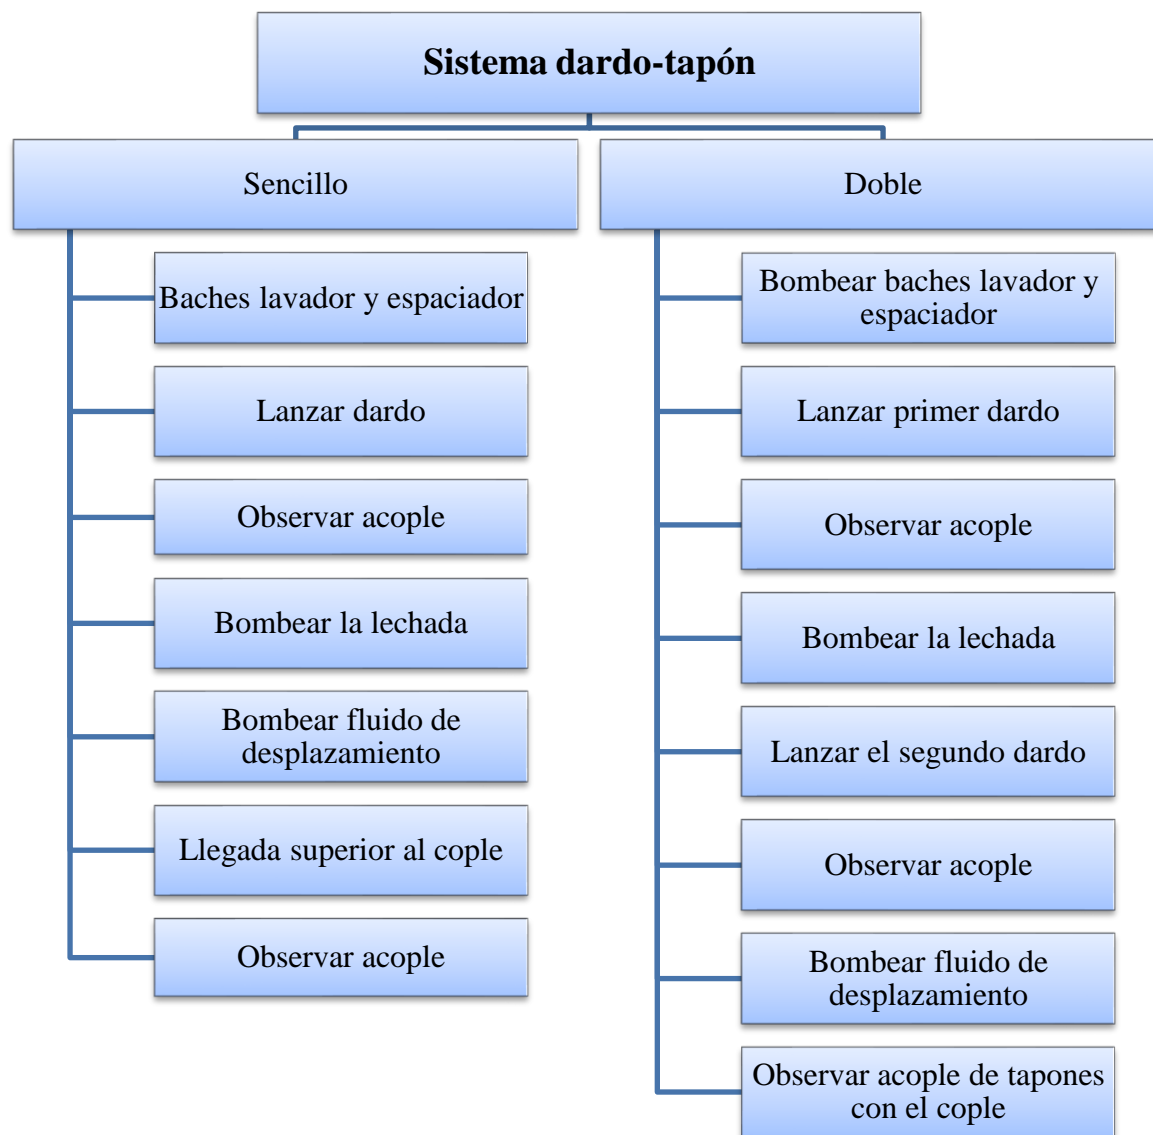 Sistema dardo-tapón
Sencillo
Baches lavador y espaciador
Lanzar dardo
Observar acople
Bombear la lechada
Bombear fluido de
desplazamiento
Llegada superior al cople
Observar acople
Doble
Bombear baches lavador y
espaciador
Lanzar primer dardo
Observar acople
Bombear la lechada
Lanzar el segundo dardo
Observar acople
Bombear fluido de
desplazamiento
Observar acople de tapones
con el cople